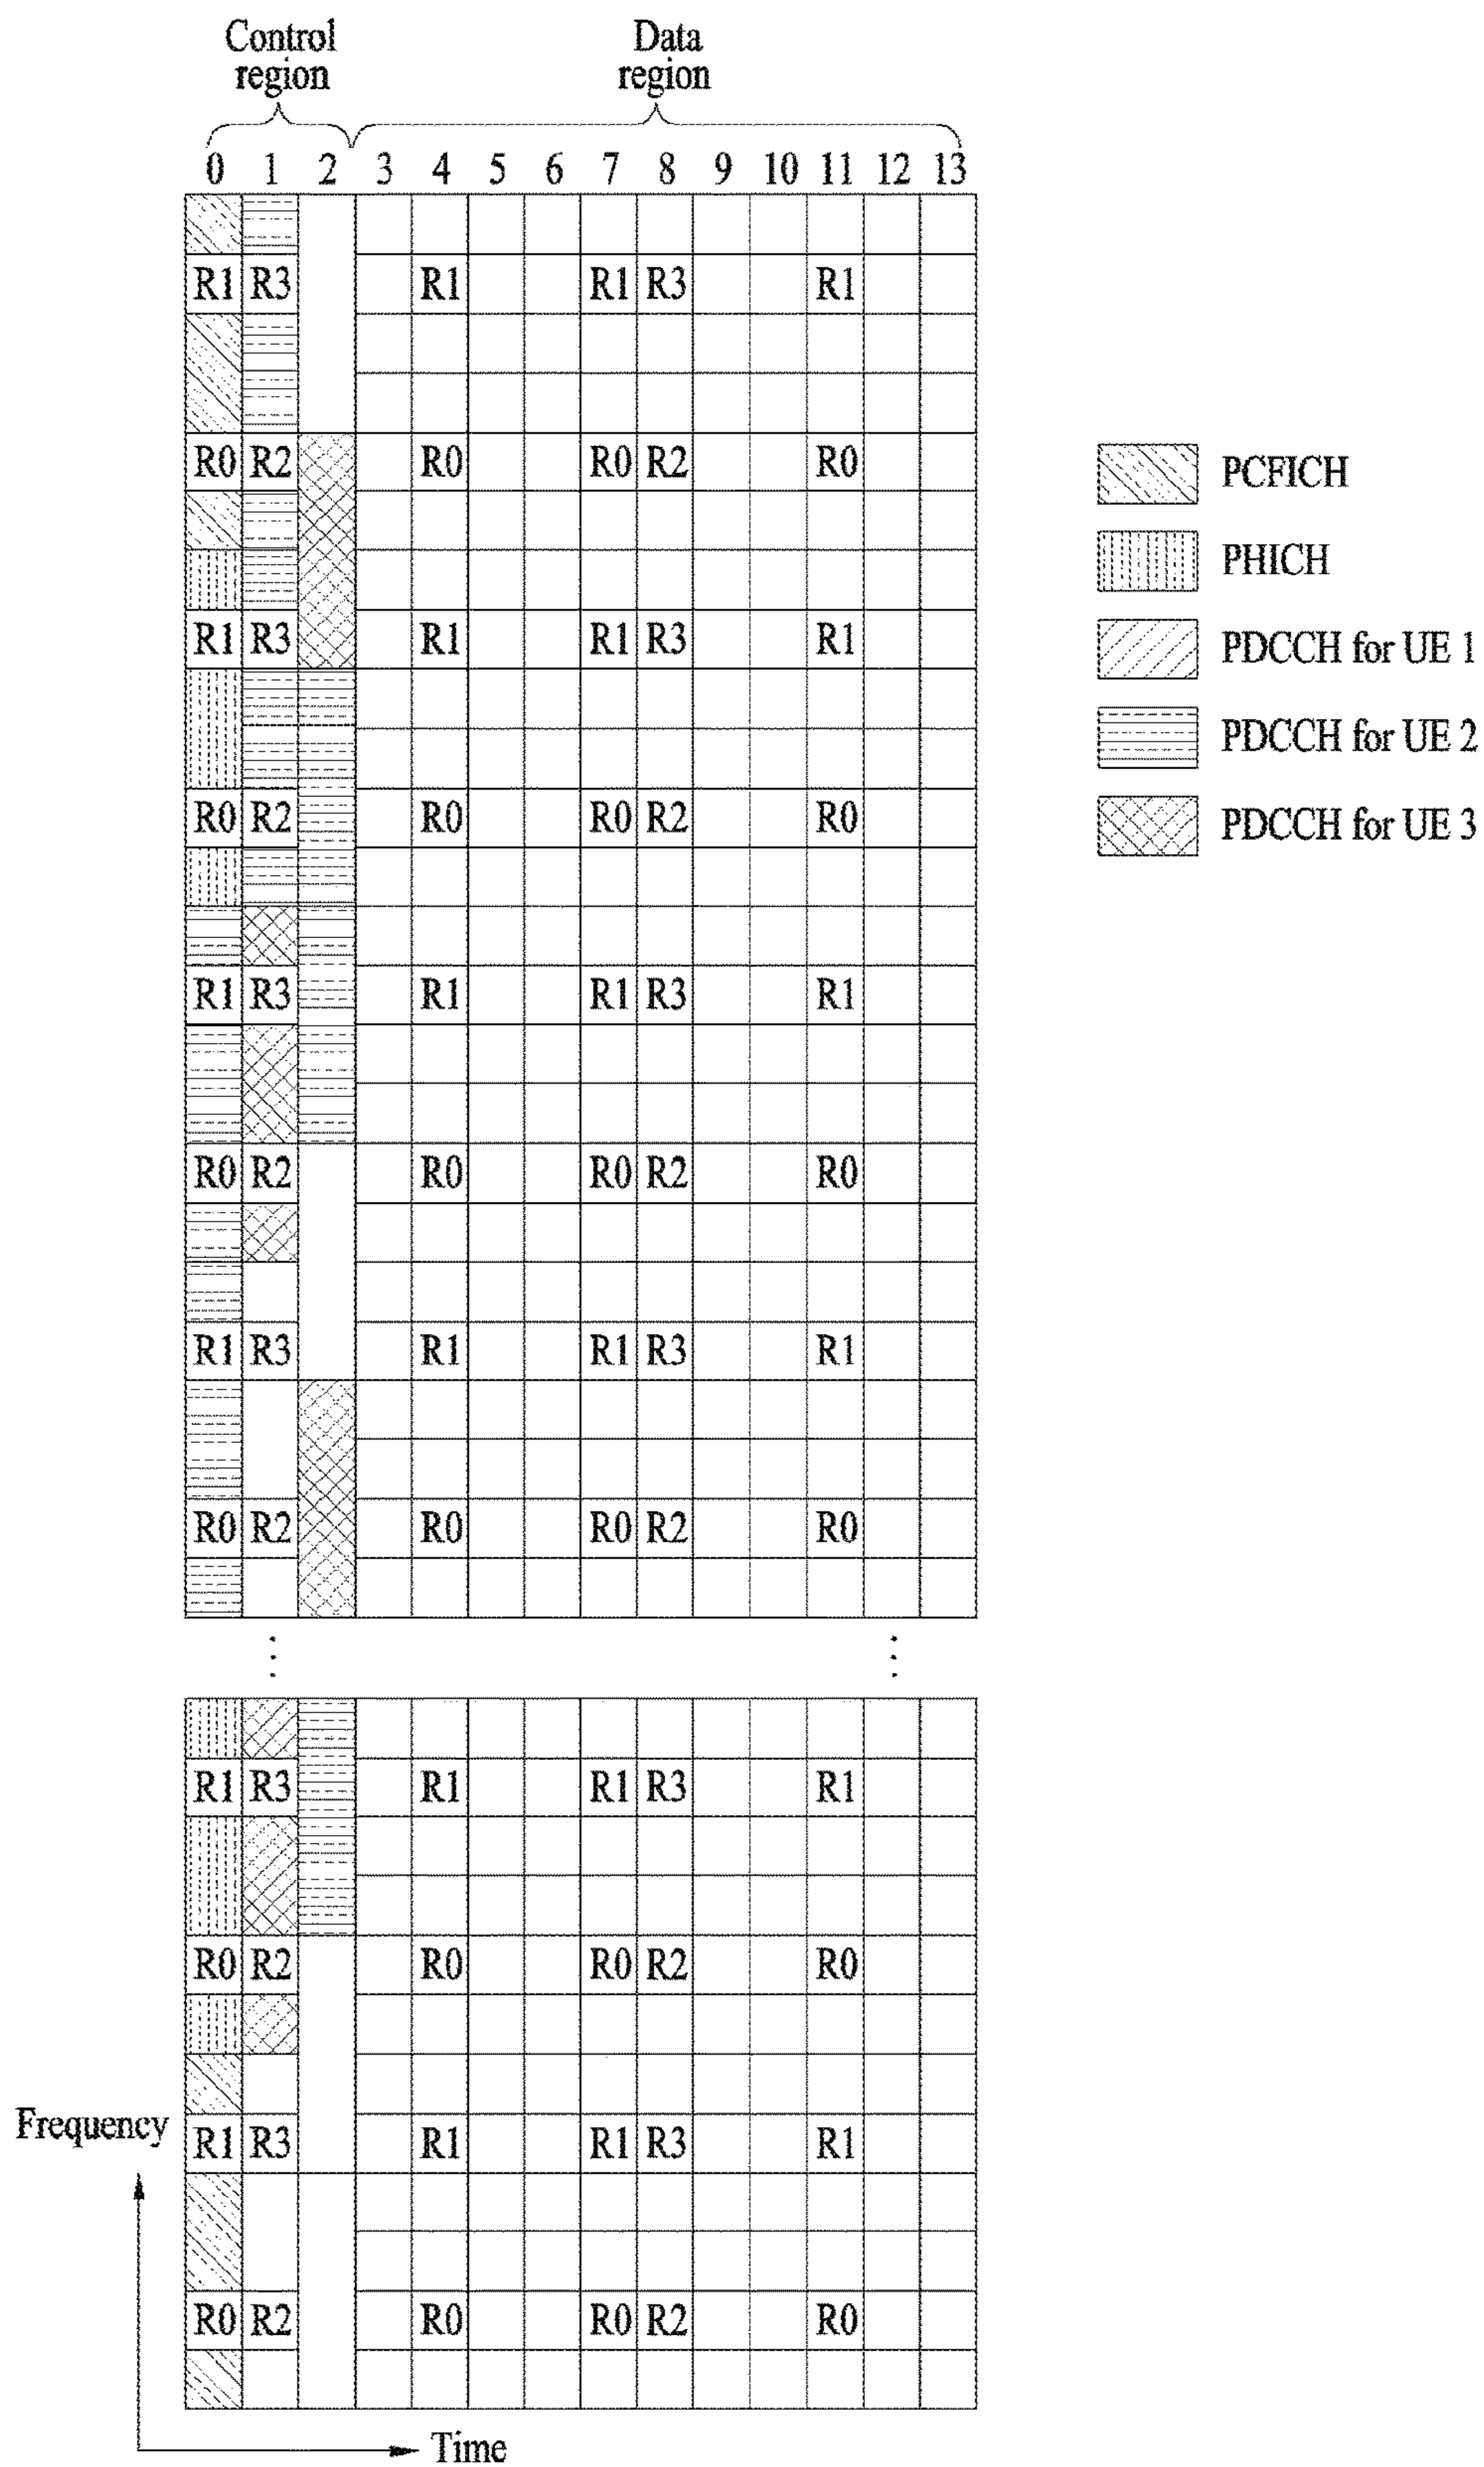 Control region
Data region
0 1 2 3 4 5 6 7 8 9 10 11 12 13
R1 R3 R1 R1 R3 R1
R0 R2 R0 R0 R2 R0
PCFICH
PHICH
R1 R3 R1 R1 R3 R1
PDCCH for UE 1
PDCCH for UE 2
R0 R2 R0 R0 R2 R0
PDCCH for UE 3
R1 R3 R1 R1 R3 R1
R0 R2 R0 R0 R2 R0
R1 R3 R1 R1 R3 R1
R0 R2 R0 R0 R2 R0
R1 R3 R1 R1 R3 R1
R0 R2 R0 R0 R2 R0
Frequency
R1 R3 R1 R1 R3 R1
R0 R2 R0 R0 R2 R0
Time